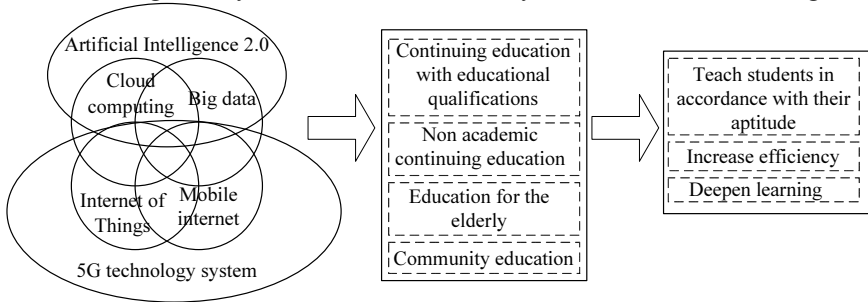 Artificial Intelligence 2.0
Cloud
computing
Big data
Internet of
Things
Mobile
internet
5G technology system
Continuing education
with educational
qualifications
Non academic
continuing education
Education for the
elderly
Community education
Teach students in
accordance with their
aptitude
Increase efficiency
Deepen learning